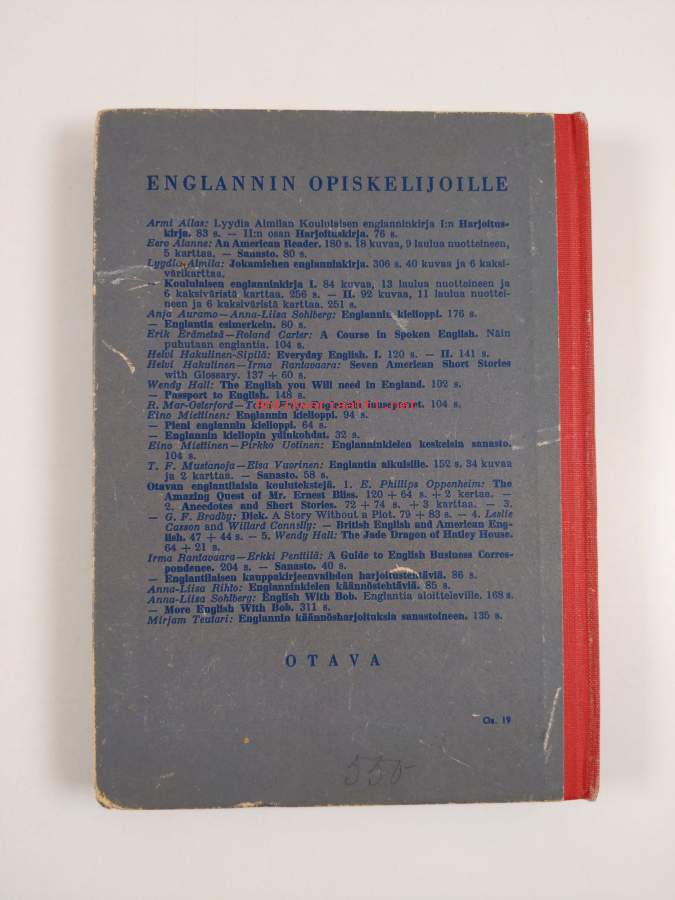 ENGLANNIN OPISKELIJOILLE
Armi Ailas: Lyydia Almilan Koululaisen englanninkirja I:n Harjoitus-
kirja. 83 s. — II:n osan Harjoituskirja. 76 s.
Eero Alanne: An American Reader. 180 s. 18 kuvaa, 9 laulua nuotteineen,
5 karttaa. — Sanasto. 80 s.
Lyydia Almila: Jokamiehen englanninkirja. 306 s. 40 kuvaa ja 6 kaksi-
värikarttaa.
— Koululaisen englanninkirja I. 84 kuvaa, 13 laulua nuotteineen ja
6 kaksiväristä karttaa. 256 s. — II. 92 kuvaa, 11 laulua nuottei-
neen ja 6 kaksiväristä karttaa. 251 s.
Anja Auramo—Anna-Liisa Sohlberg: Englannin kielioppi. 176 s.
— Englantia esimerkein. 80 s.
Erik Erämetsä—Roland Carter: A Course in Spoken English. Näin
puhutaan englantia. 104 s.
Helvi Hakulinen-Sipilä: Everyday English. I. 120 s. — II. 141 s.
Helvi Hakulinen—Irma Rantavaara: Seven American Short Stories
with Glossary. 137 + 60 s.
Wendy Hall: The English you Will need in England. 102 s.
— Passport to English. 148 s.
R. Mar-Osterford— 104 s.
Eino Miettinen: Englannin kielioppi. 94 s.
— Pieni englannin kielioppi. 64 s.
— Englannin kieliopin ydinkohdat. 32 s.
Eino Miettinen—Pirkko Uotinen: Englanninkielen keskeisin sanasto.
104 s.
T. F. Mustanoja—Elsa Vuorinen: Englantia aikuisille. 152 s. 34 kuvaa
ja 2 karttaa. — Sanasto. 58 s.
Otavan englantilaisia koulutekstejä. 1. E. Phillips Oppenheim: The
Amazing Quest of Mr. Ernest Bliss. 120 + 64 s. + 2 kertaa. —
2. Anecdotes and Short Stories. 72 + 74 s. + 3 karttaa. — 3.
— G. F. Bradby: Dick. A Story Without a Plot. 79 + 83 s. — 4. Leslie
Casson and Willard Connelly: — British English and American Eng-
lish. 47 + 44 s. — 5. Wendy Hall: The Jade Dragon of Hatley House.
64 + 21 s.
Irma Rantavaara—Erkki Penttilä: A Guide to English Business Corres-
pondence. 204 s. — Sanasto. 40 s.
— Englantilaisen kauppakirjeenvaihdon harjoitustehtäviä. 86 s.
Anna-Liisa Rihto: Englanninkielen käännöstehtäviä. 85 s.
Anna-Liisa Sohlberg: English With Bob. Englantia aloitteleville. 168 s.
— More English With Bob. 311 s.
Mirjam Teulari: Englannin käännösharjoituksia sanastoineen. 135 s.
OTAVA
Os. 19
550-